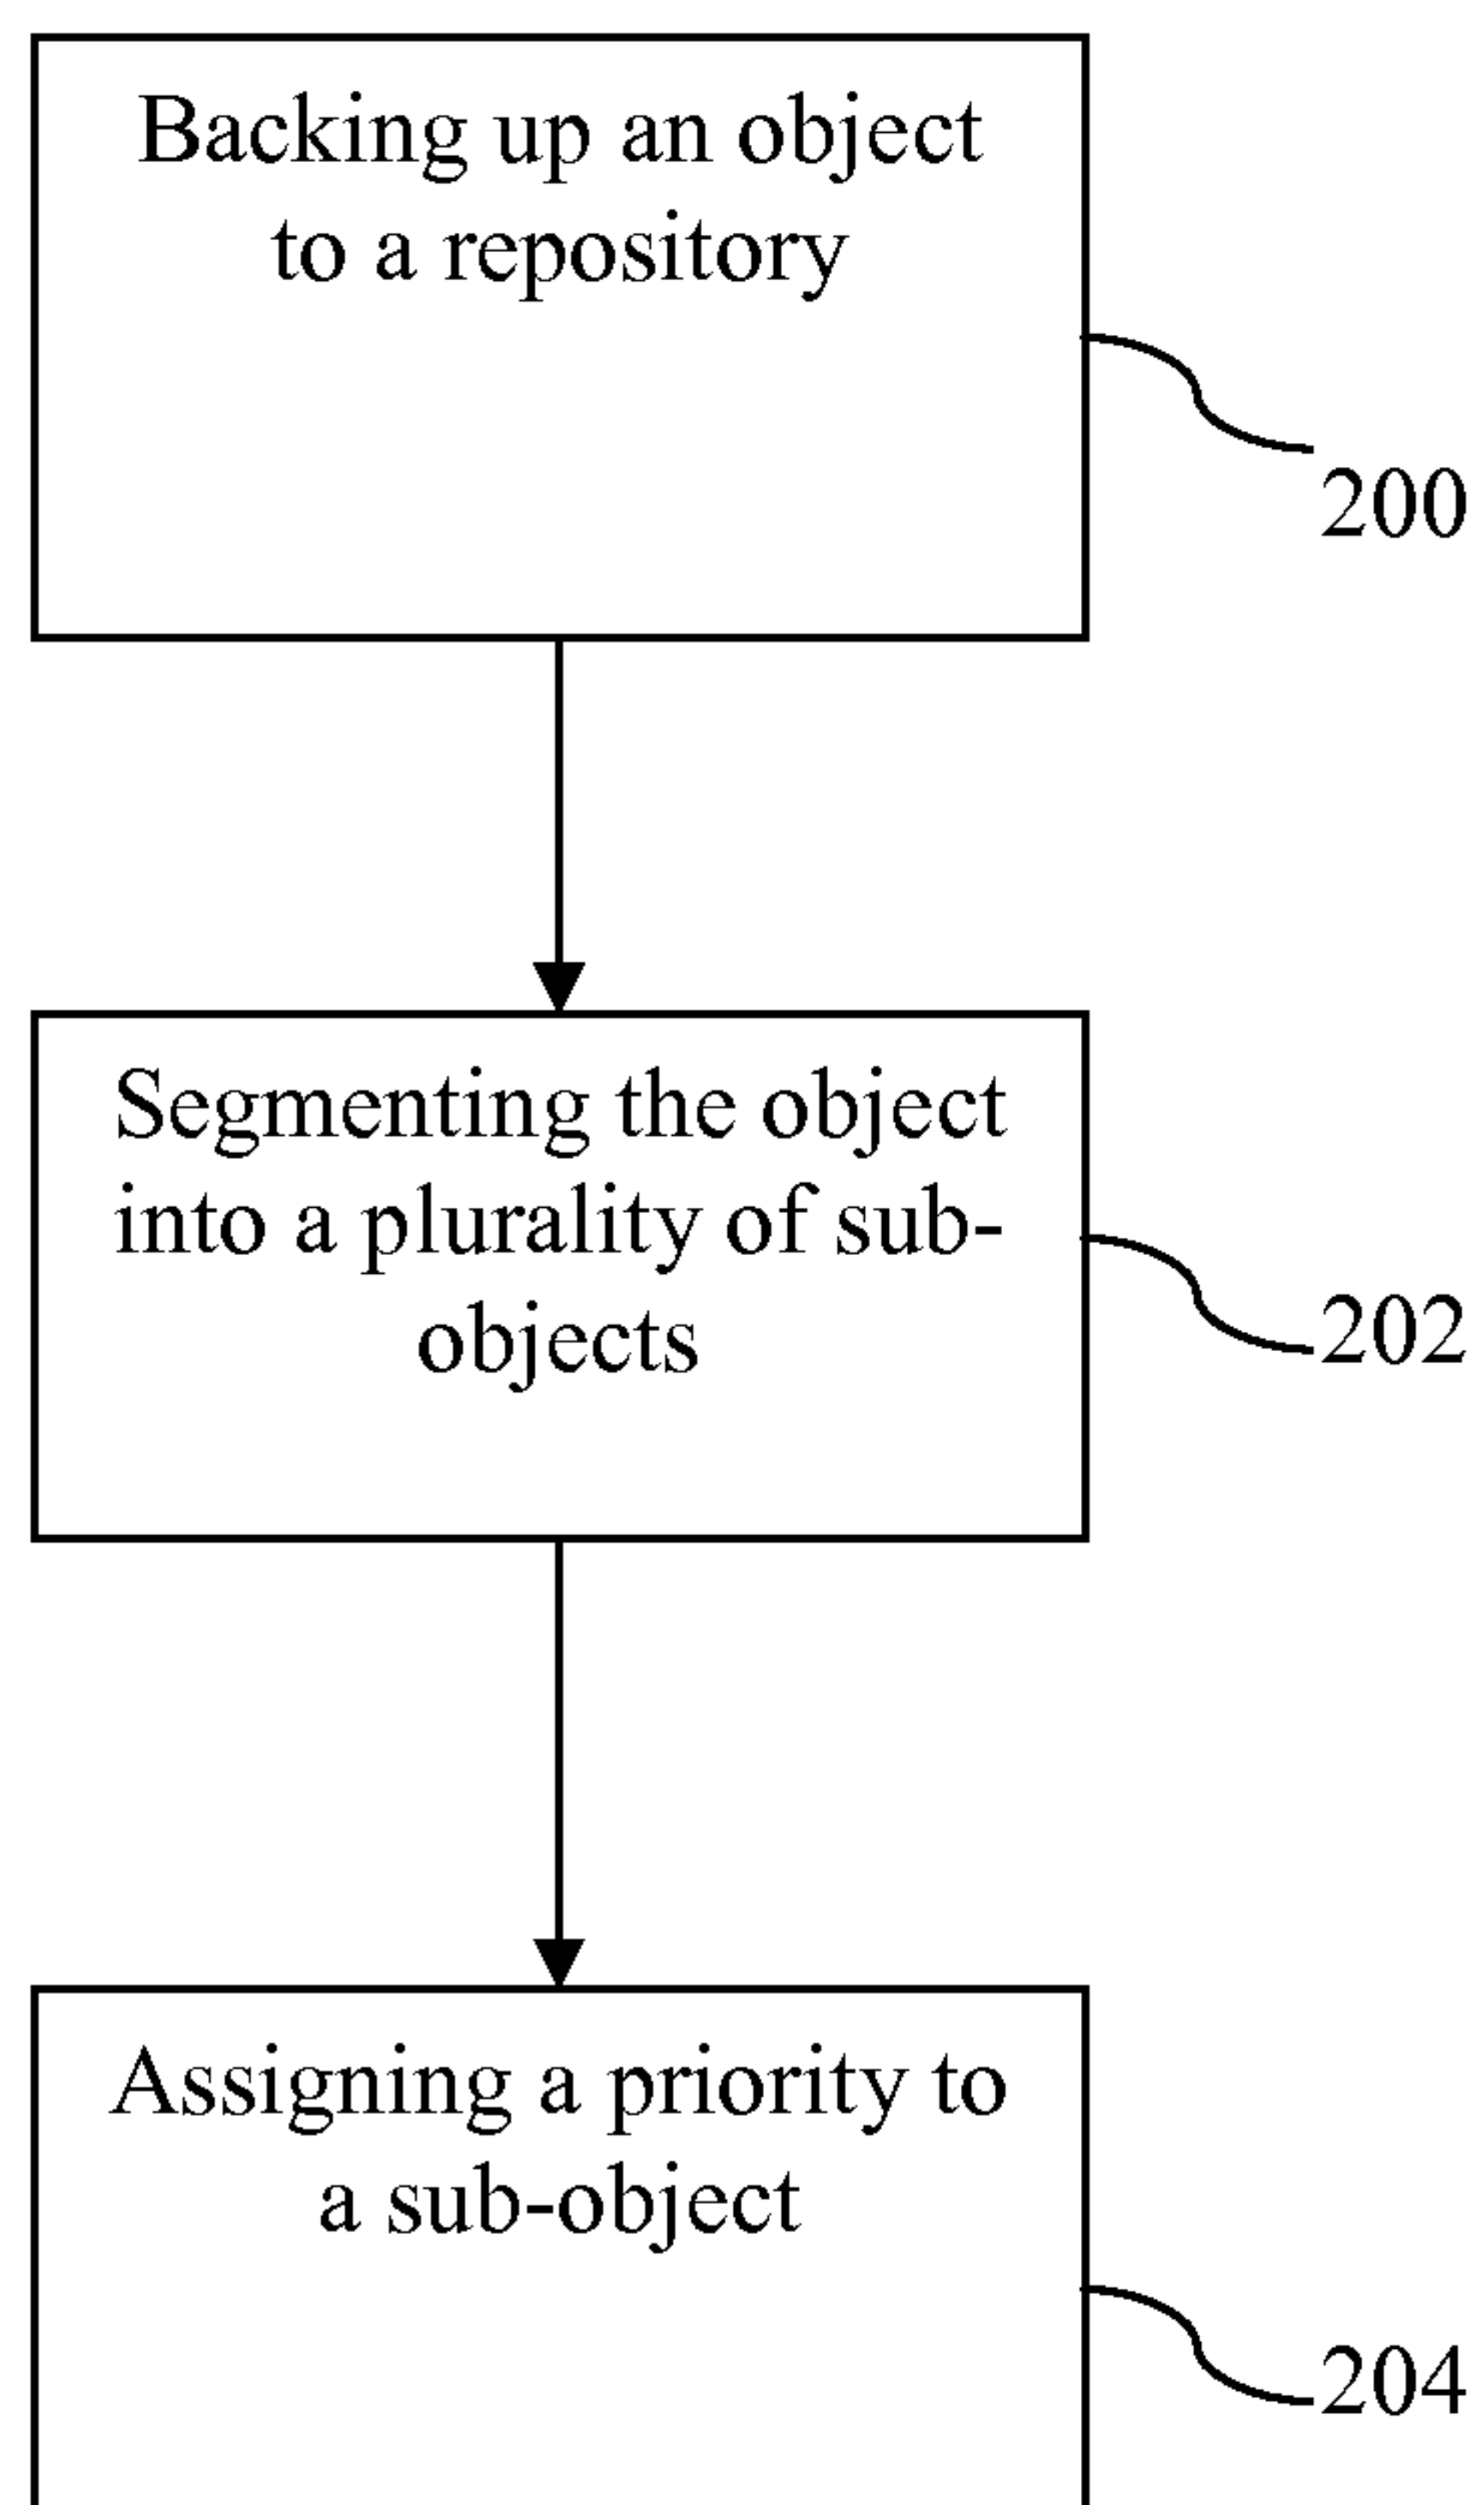 Backing up an object
to a repository
200
Segmenting the object
into a plurality of sub-
objects
202
Assigning a priority to
a sub-object
204